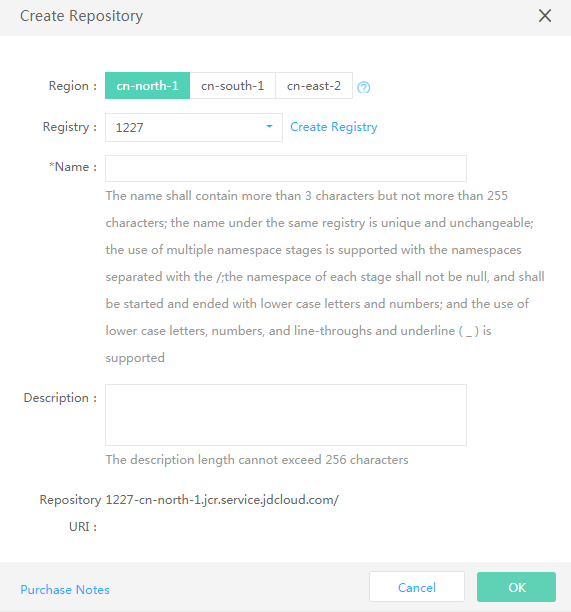 Create Repository
Region : cn-north-1 cn-south-1 cn-east-2 ?
Registry : 1227 Create Registry
*Name :
The name shall contain more than 3 characters but not more than 255
characters; the name under the same registry is unique and unchangeable;
the use of multiple namespace stages is supported with the namespaces
separated with the /;the namespace of each stage shall not be null, and shall
be started and ended with lower case letters and numbers; and the use of
lower case letters, numbers, and line-throughs and underline ( _ ) is
supported
Description :
The description length cannot exceed 256 characters
Repository 1227-cn-north-1.jcr.service.jdcloud.com/
URI :
Purchase Notes Cancel OK